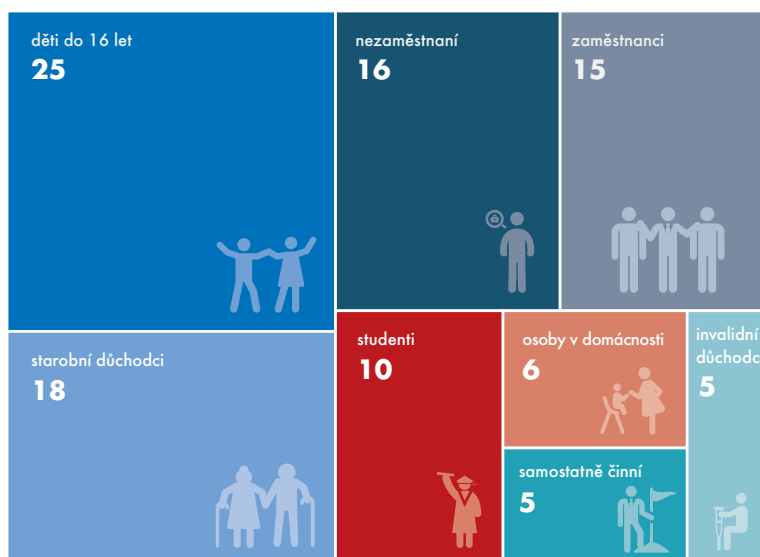 děti do 16 let
25
nezaměstnaní
16
zaměstnanci
15
starobní důchodci
18
studenti
10
osoby v domácnosti
6
samostatně činní
5
invalidní
důchodc
5